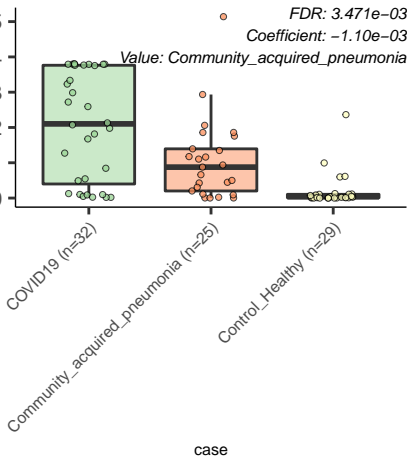 FDR: 3.471e−03
Coefficient: −1.10e−03
Value: Community_acquired_pneumonia
COVID19 (n=32)
Community_acquired_pneumonia (n=25)
Control_Healthy (n=29)
case